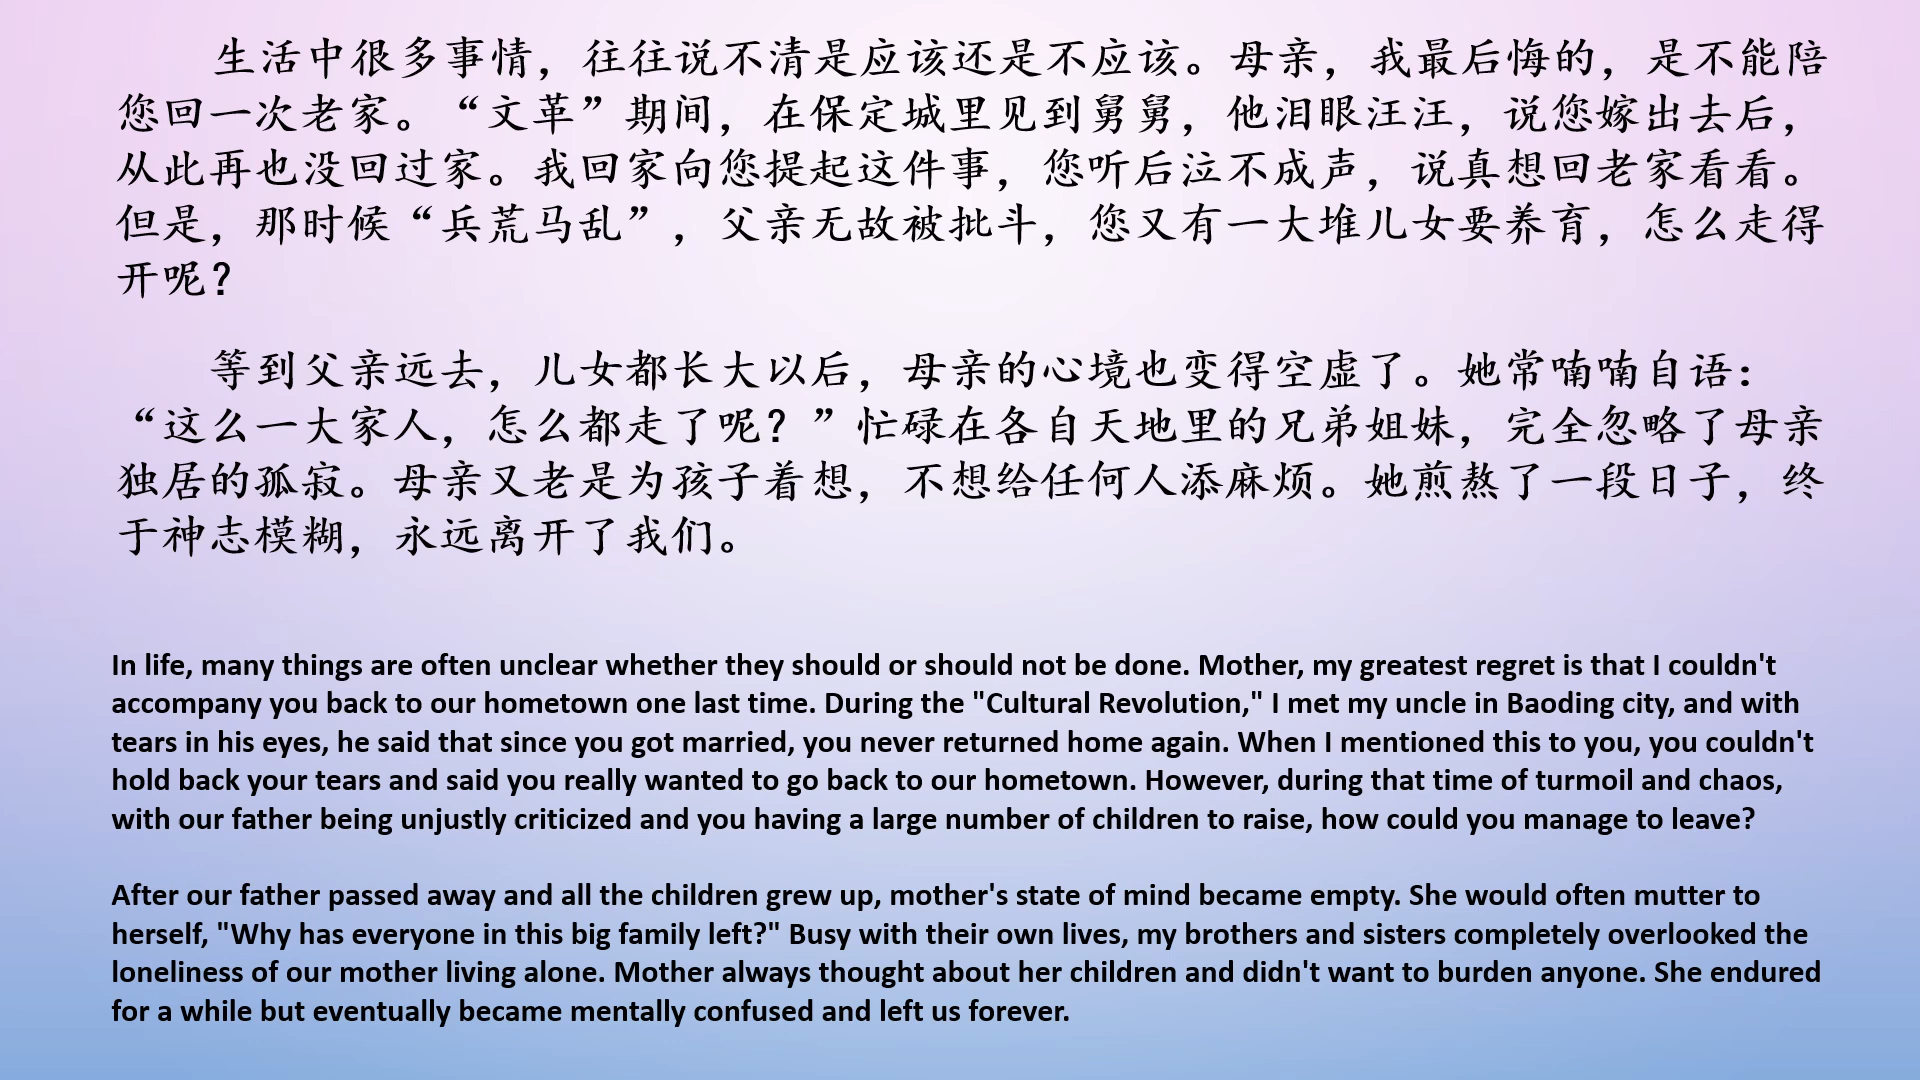 生活中很多事情，往往说不清是应该还是不应该。母亲，我最后悔的，是不能陪
您回一次老家。“文革”期间，在保定城里见到舅舅，他泪眼汪汪，说您嫁出去后，
从此再也没回过家。我回家向您提起这件事，您听后泣不成声，说真想回老家看看。
但是，那时候“兵荒马乱”，父亲无故被批斗，您又有一大堆儿女要养育，怎么走得
开呢？
等到父亲远去，儿女都长大以后，母亲的心境也变得空虚了。她常喃喃自语：
“这么一大家人，怎么都走了呢？”忙碌在各自天地里的兄弟姐妹，完全忽略了母亲
独居的孤寂。母亲又老是为孩子着想，不想给任何人添麻烦。她煎熬了一段日子，终
于神志模糊，永远离开了我们。
In life, many things are often unclear whether they should or should not be done. Mother, my greatest regret is that I couldn't
accompany you back to our hometown one last time. During the "Cultural Revolution," I met my uncle in Baoding city, and with
tears in his eyes, he said that since you got married, you never returned home again. When I mentioned this to you, you couldn't
hold back your tears and said you really wanted to go back to our hometown. However, during that time of turmoil and chaos,
with our father being unjustly criticized and you having a large number of children to raise, how could you manage to leave?
After our father passed away and all the children grew up, mother's state of mind became empty. She would often mutter to
herself, "Why has everyone in this big family left?" Busy with their own lives, my brothers and sisters completely overlooked the
loneliness of our mother living alone. Mother always thought about her children and didn't want to burden anyone. She endured
for a while but eventually became mentally confused and left us forever.